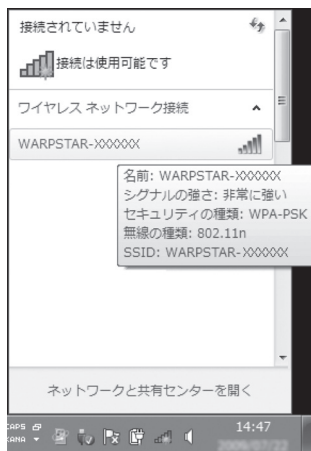 接続されていません
接続は使用可能です
ワイヤレス ネットワーク接続
WARPSTAR-XXXXXX
名前: WARPSTAR-XXXXXX
シグナルの強さ: 非常に強い
セキュリティの種類: WPA-PSK
無線の種類: 802.11n
SSID: WARPSTAR-XXXXXX
ネットワークと共有センターを開く
CAPS
KANA
14:47